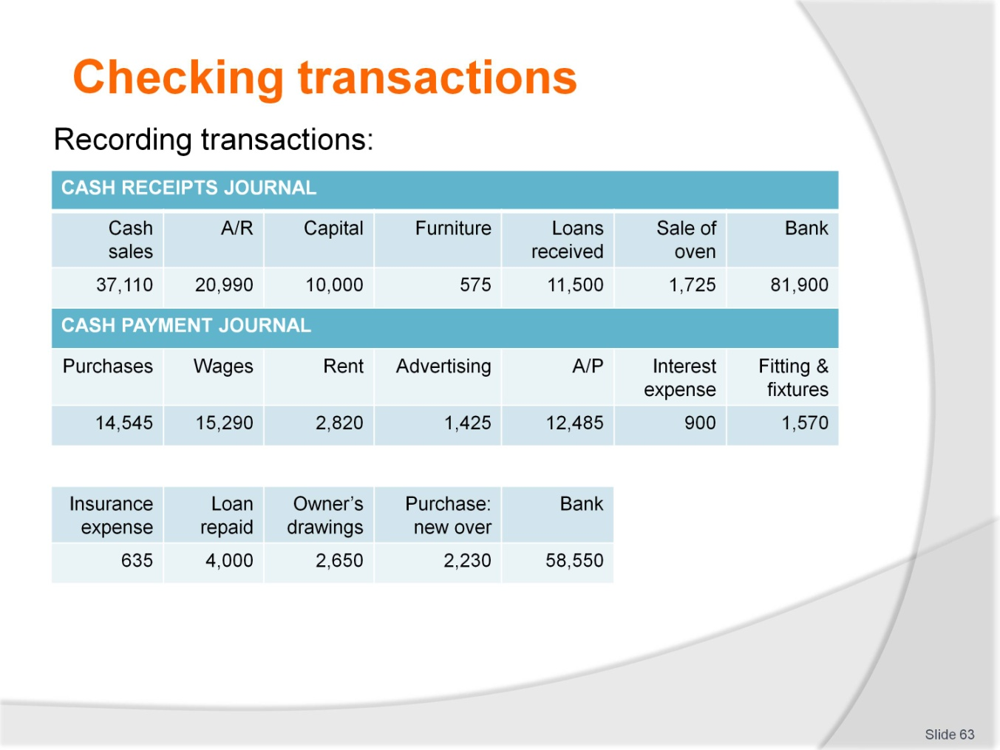 Checking transactions
Recording transactions:
CASH RECEIPTS JOURNAL
Cash sales A/R Capital Furniture Loans received Sale of oven Bank
37,110 20,990 10,000 575 11,500 1,725 81,900
CASH PAYMENT JOURNAL
Purchases Wages Rent Advertising A/P Interest expense Fitting & fixtures
14,545 15,290 2,820 1,425 12,485 900 1,570
Insurance expense Loan repaid Owner’s drawings Purchase: new over Bank
635 4,000 2,650 2,230 58,550
Slide 63